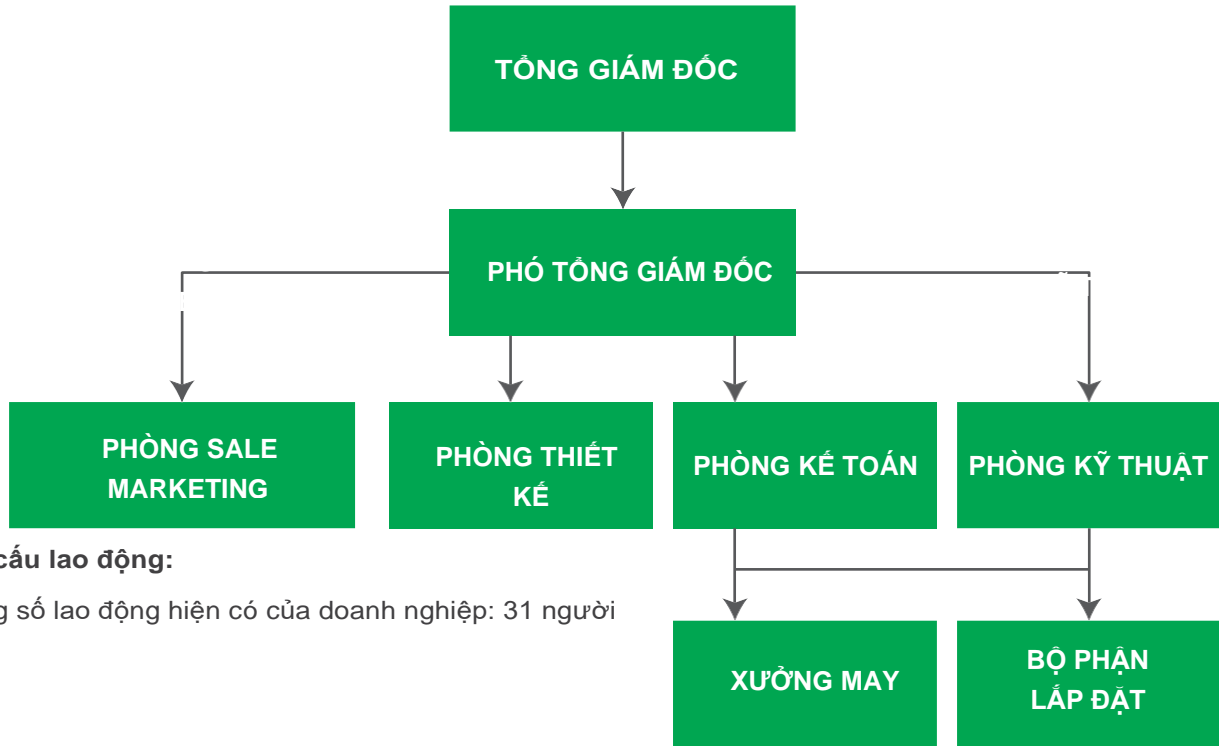 TỔNG GIÁM ĐỐC
PHÓ TỔNG GIÁM ĐỐC
PHÒNG SALE
MARKETING
PHÒNG THIẾT
KẾ
PHÒNG KẾ TOÁN
PHÒNG KỸ THUẬT
cấu lao động:
g số lao động hiện có của doanh nghiệp: 31 người
XƯỞNG MAY
BỘ PHẬN
LẮP ĐẶT